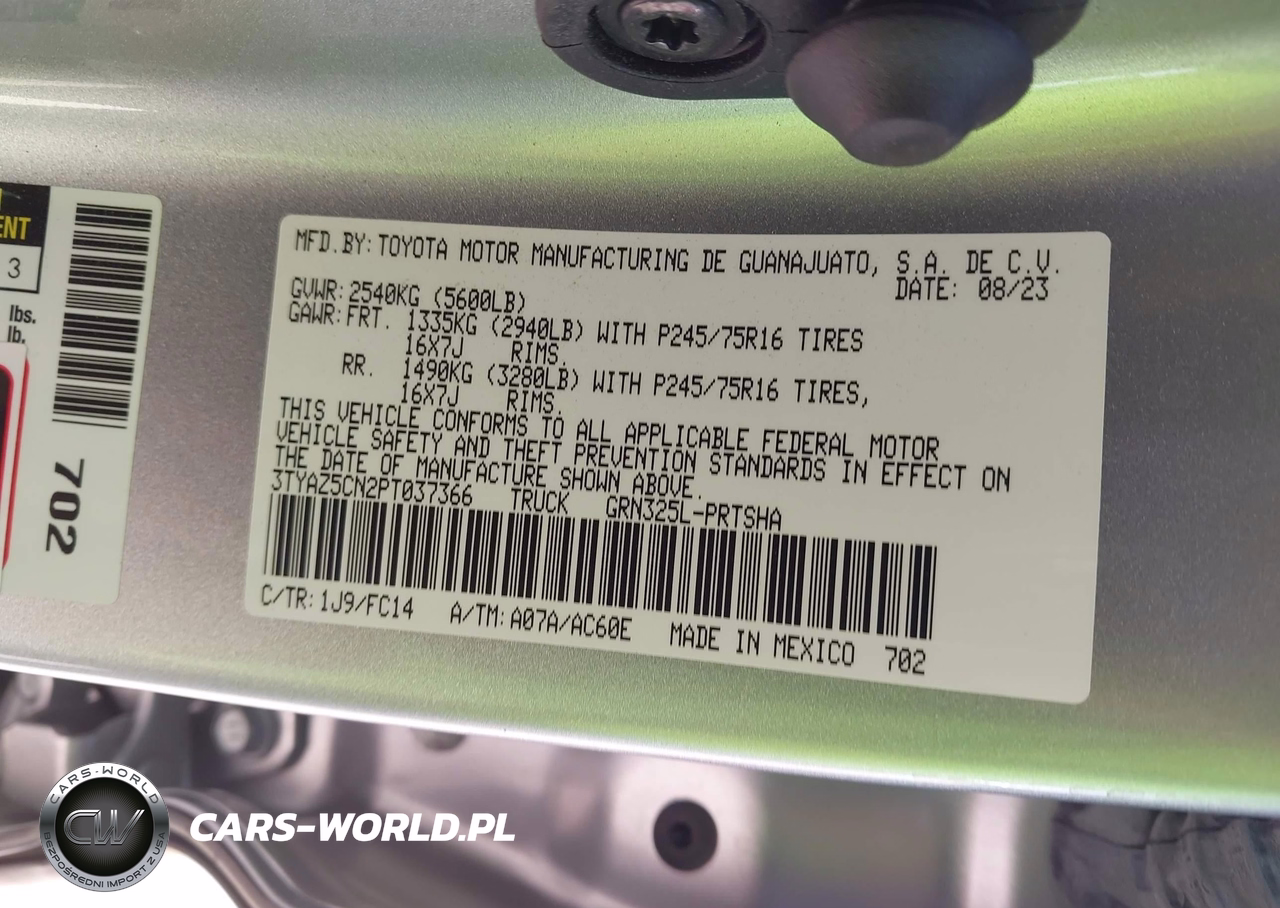 MFD.BY: TOYOTA MOTOR MANUFACTURING DE GUANAJUATO, S.A. DE C.V.
DATE: 08/23
GVWR: 2540KG (5600LB)
GAWR: FRT. 1335KG (2940LB) WITH P245/75R16 TIRES
16X7J RIMS.
RR. 1490KG (3280LB) WITH P245/75R16 TIRES,
16X7J RIMS.
THIS VEHICLE CONFORMS TO ALL APPLICABLE FEDERAL MOTOR
VEHICLE SAFETY AND THEFT PREVENTION STANDARDS IN EFFECT ON
THE DATE OF MANUFACTURE SHOWN ABOVE.
3TYAZ5CN2PT037366 TRUCK GRN325L-PRTSHA
C/TR: 1J9/FC14 A/TM: A07A/AC60E MADE IN MEXICO 702
3
lbs.
lb.
702
CARS-WORLD
CW
BEZPOŚREDNI IMPORT Z USA
CARS-WORLD.PL